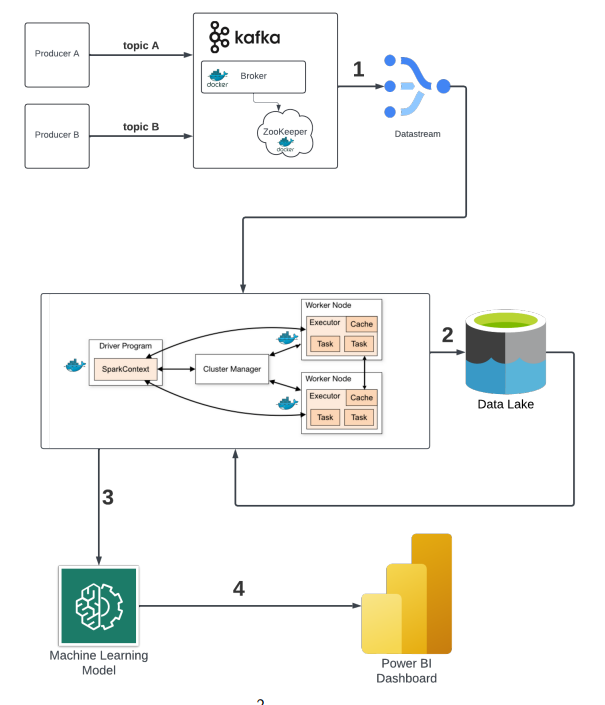 Producer A
topic A
kafka
docker
Broker
1
Datastream
Producer B
topic B
ZooKeeper
docker
Worker Node
Executor
Cache
Task
Task
Driver Program
SparkContext
Cluster Manager
Worker Node
Executor
Cache
Task
Task
2
Data Lake
3
4
Machine Learning
Model
Power BI
Dashboard
2